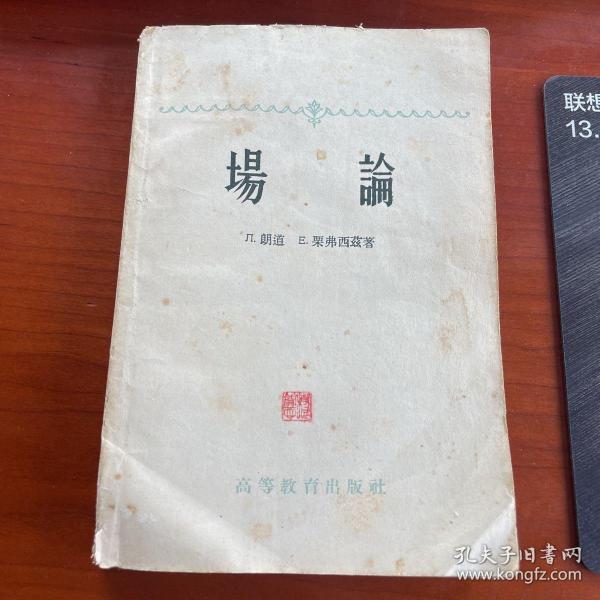 場 論
Л. 朗道 Е. 栗弗西茲著
高等教育出版社
联想
13.
孔夫子旧書网
www.kongfz.com